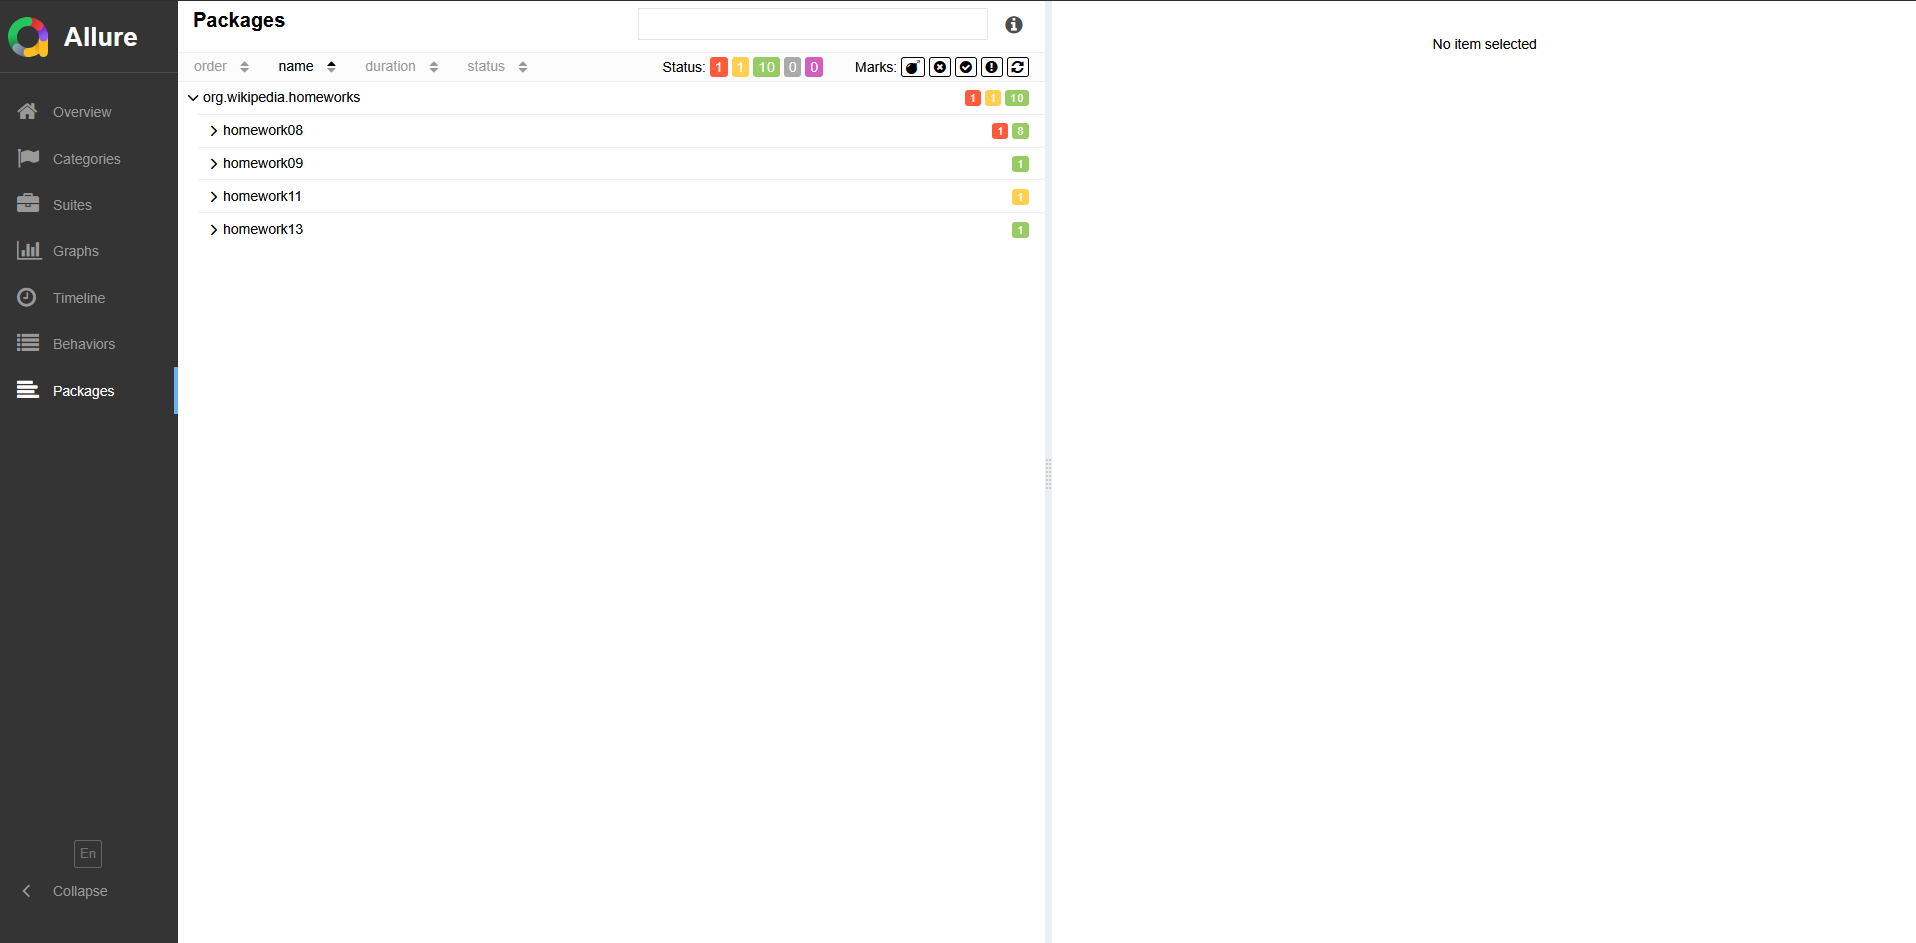 Allure
Overview
Categories
Suites
Graphs
Timeline
Behaviors
Packages
En
Collapse
Packages
order name duration status Status: 1 1 10 0 0 Marks:
org.wikipedia.homeworks 1 1 10
homework08 1 8
homework09 1
homework11 1
homework13 1
No item selected